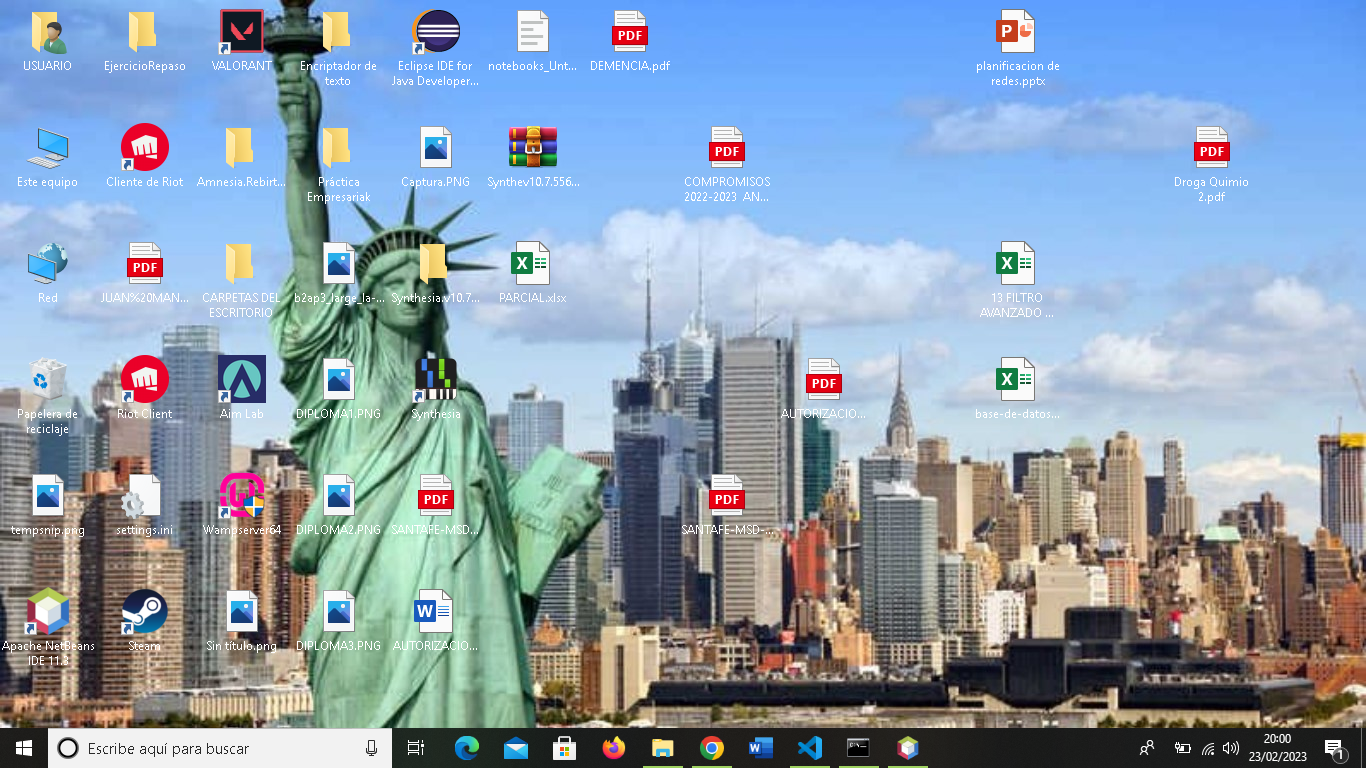 USUARIO
EjercicioRepaso
VALORANT
Encriptador de
texto
Eclipse IDE for
Java Developer...
notebooks_Unt...
PDF
DEMENCIA.pdf
P
planificacion de
redes.pptx
Este equipo
Cliente de Riot
Amnesia.Rebirt...
Práctica
Empresariak
Captura.PNG
Synthev10.7.556...
PDF
COMPROMISOS
2022-2023 AN...
PDF
Droga Quimio
2.pdf
Red
PDF
JUAN%20MAN...
CARPETAS DEL
ESCRITORIO
b2ap3_large_la-...
Synthesia.v10.7...
X
PARCIAL.xlsx
X
13 FILTRO
AVANZADO ...
Papelera de
reciclaje
Riot Client
Aim Lab
DIPLOMA1.PNG
Synthesia
PDF
AUTORIZACIO...
X
base-de-datos...
tempsnip.png
settings.ini
Wampserver64
DIPLOMA2.PNG
PDF
SANTAFE-MSD...
PDF
SANTAFE-MSD-...
Apache NetBeans
IDE 11.3
Steam
Sin título.png
DIPLOMA3.PNG
W
AUTORIZACIO...
Escribe aquí para buscar
W
20:00
23/02/2023
1